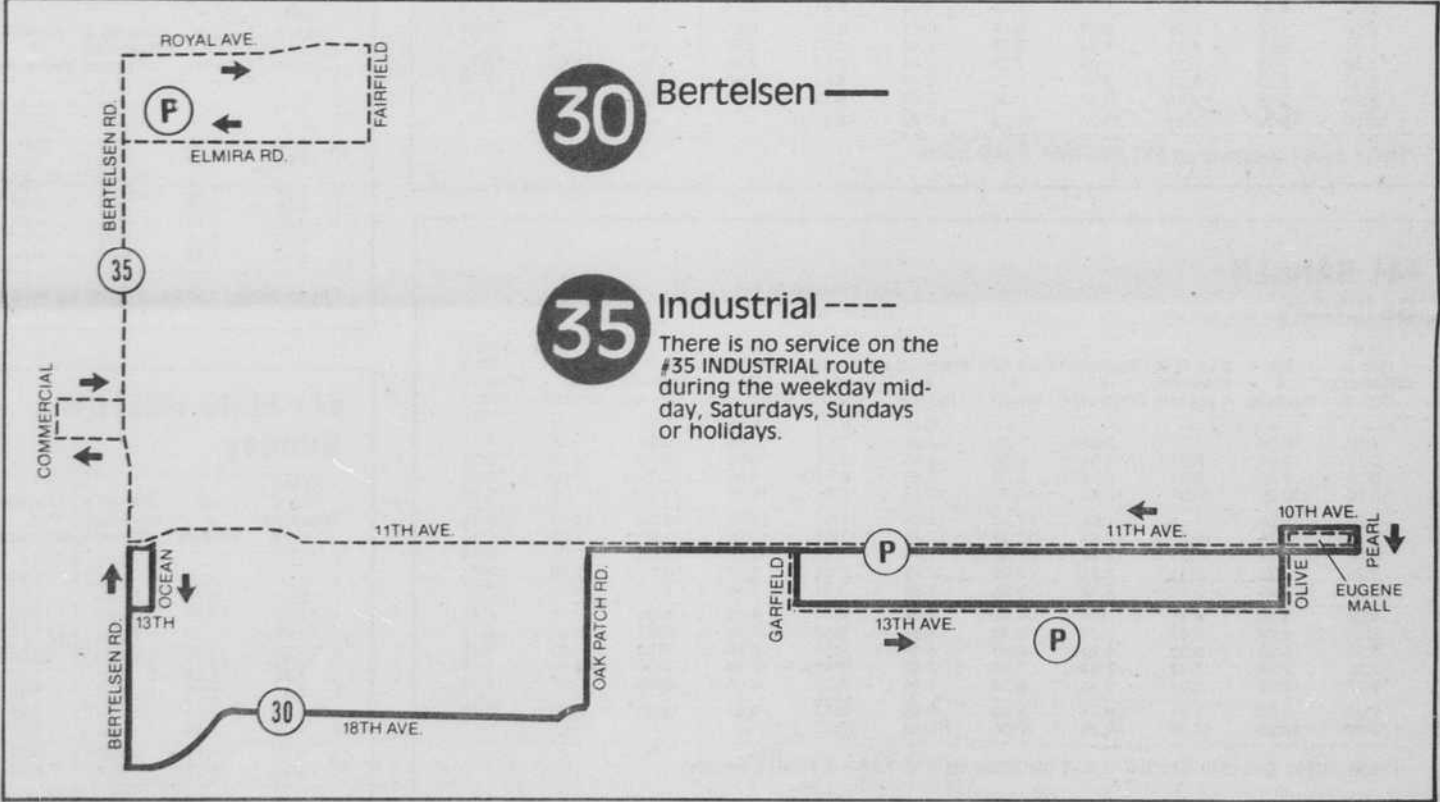 ROYAL AVE.
FAIRFIELD
P
BERTELSEN RD.
ELMIRA RD.
30 Bertelsen
35
35 Industrial
There is no service on the
#35 INDUSTRIAL route
during the weekday mid-
day, Saturdays, Sundays
or holidays.
COMMERCIAL
11TH AVE.
11TH AVE.
10TH AVE.
PEARL
P
OCEAN
13TH
BERTELSEN RD.
OAK PATCH RD.
GARFIELD
13TH AVE.
P
OLIVE
EUGENE
MALL
30
18TH AVE.